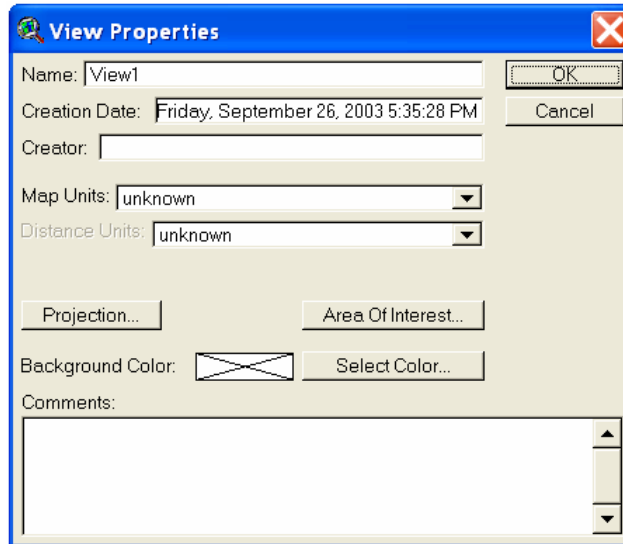 View Properties
Name: View1
OK
Creation Date: Friday, September 26, 2003 5:35:28 PM
Cancel
Creator:
Map Units: unknown
Distance Units: unknown
Projection...
Area Of Interest...
Background Color:
Select Color...
Comments: